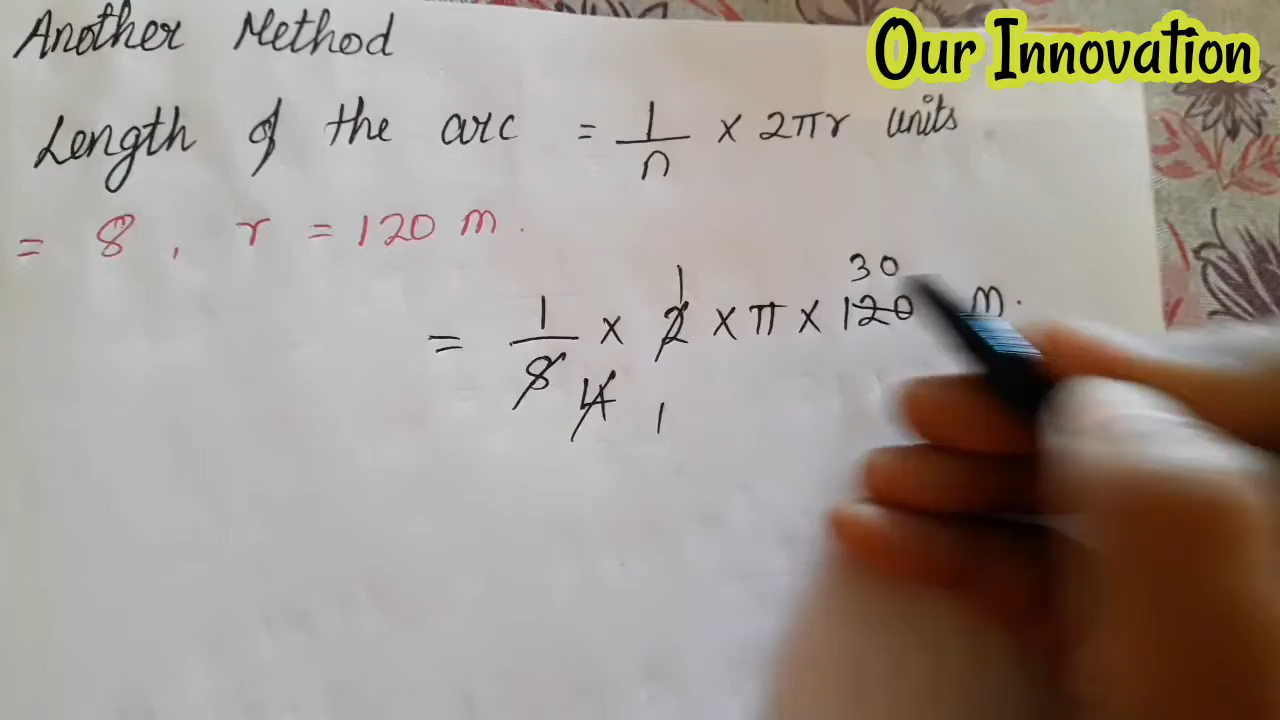 Our Innovation
Another Method
Length of the arc = 1/n × 2πr units
= 8, r = 120 m.
1 30
= 1/8 × 2 × π × 120 m.
4 1